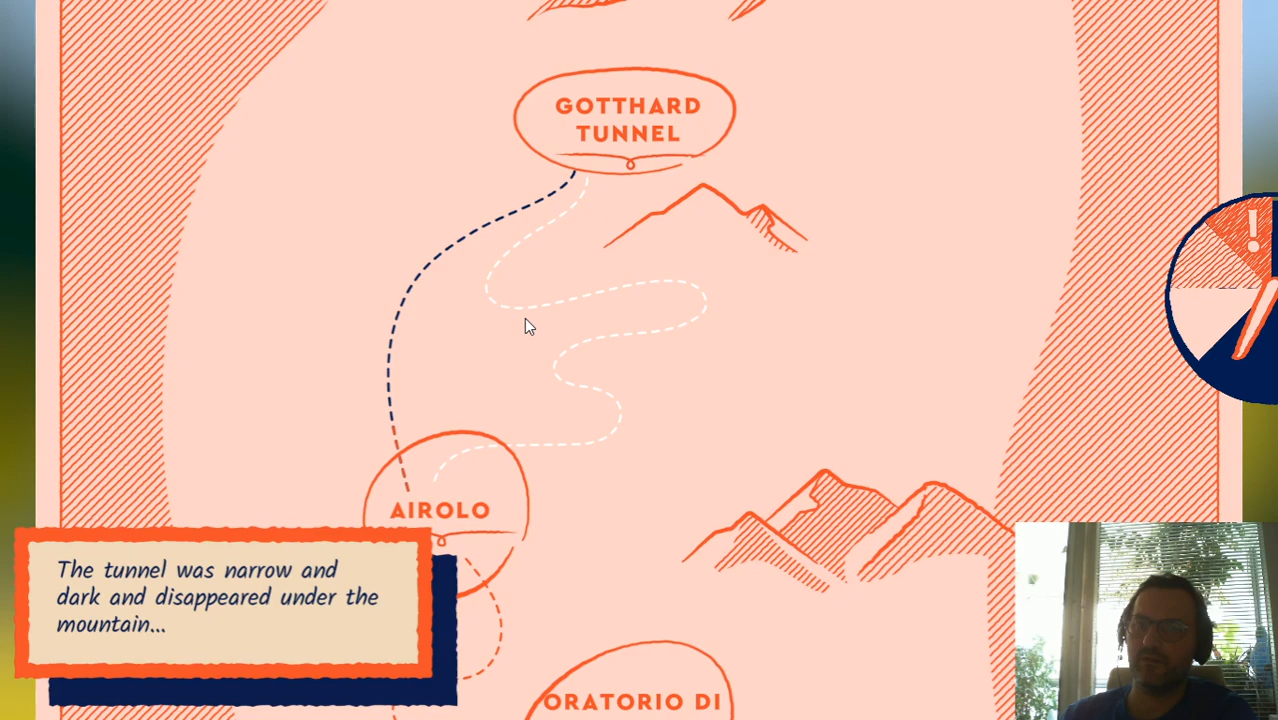 GOTTHARD
TUNNEL
!
AIROLO
The tunnel was narrow and
dark and disappeared under the
mountain...
ORATORIO DI